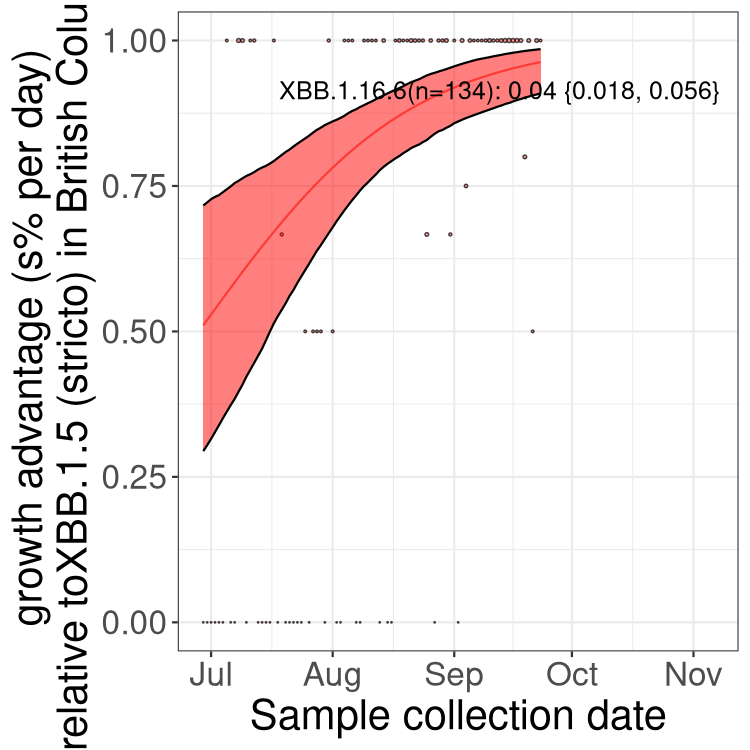 growth advantage (s% per day)
relative toXBB.1.5 (stricto) in British Colu
1.00
0.75
0.50
0.25
0.00
XBB.1.16.6(n=134): 0.04 {0.018, 0.056}
Jul Aug Sep Oct Nov
Sample collection date